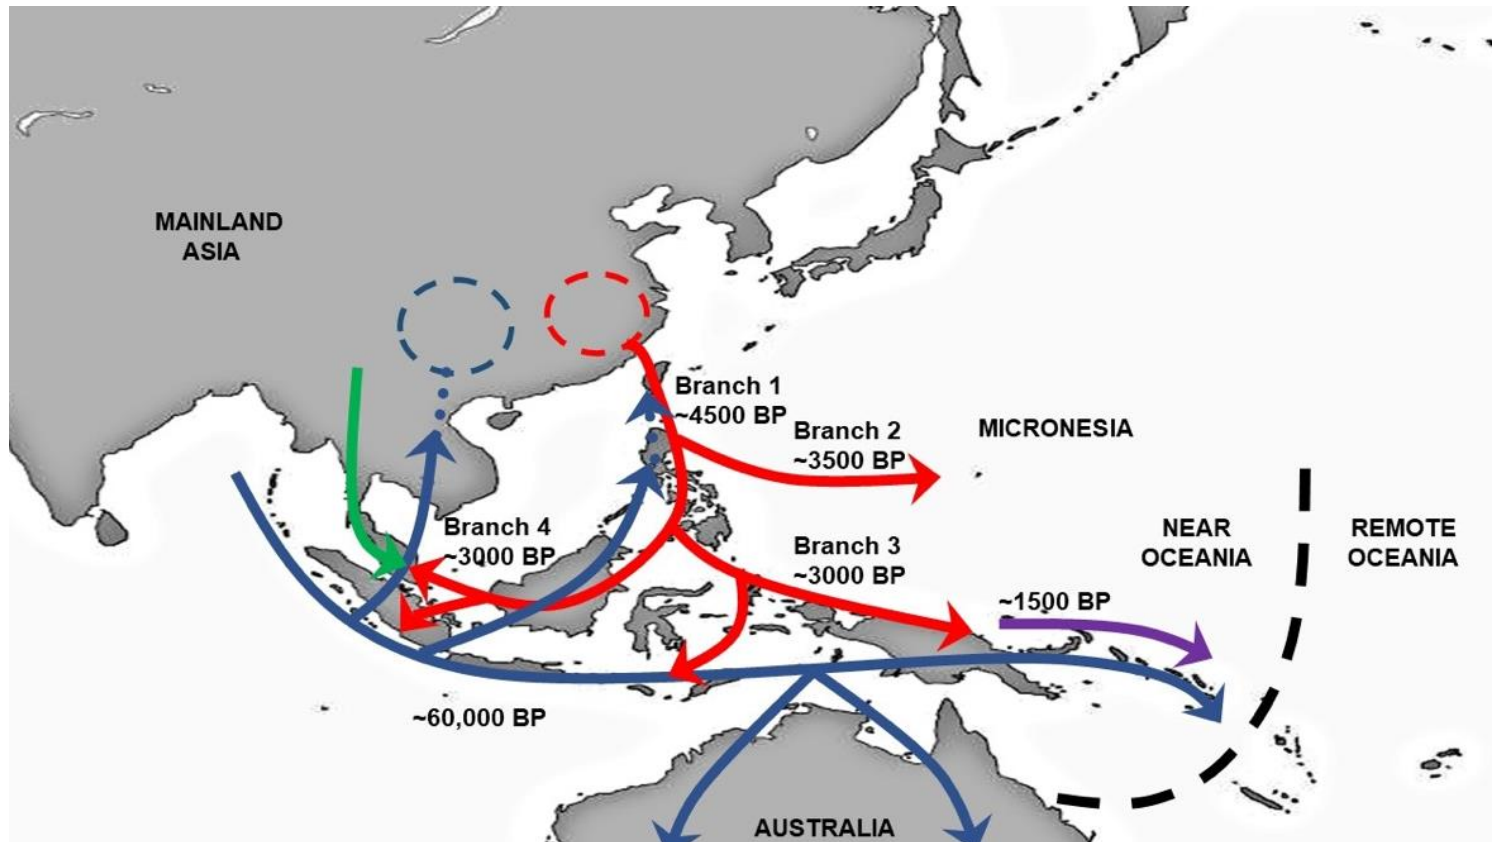 MAINLAND
ASIA
Branch 1
~4500 BP
Branch 2
~3500 BP
MICRONESIA
Branch 4
~3000 BP
Branch 3
~3000 BP
NEAR
OCEANIA
REMOTE
OCEANIA
~1500 BP
~60,000 BP
AUSTRALIA